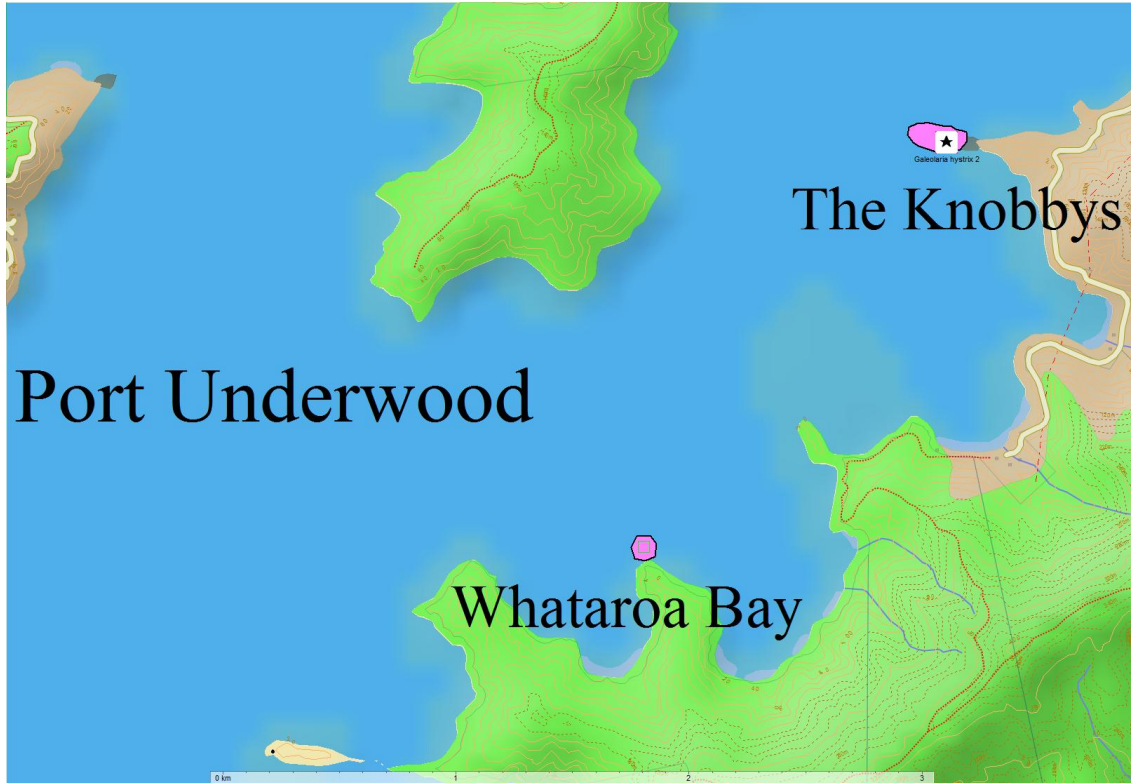 Galeolaria hystrix 2
The Knobbys
Port Underwood
Whataroa Bay
0 km 1 2 3